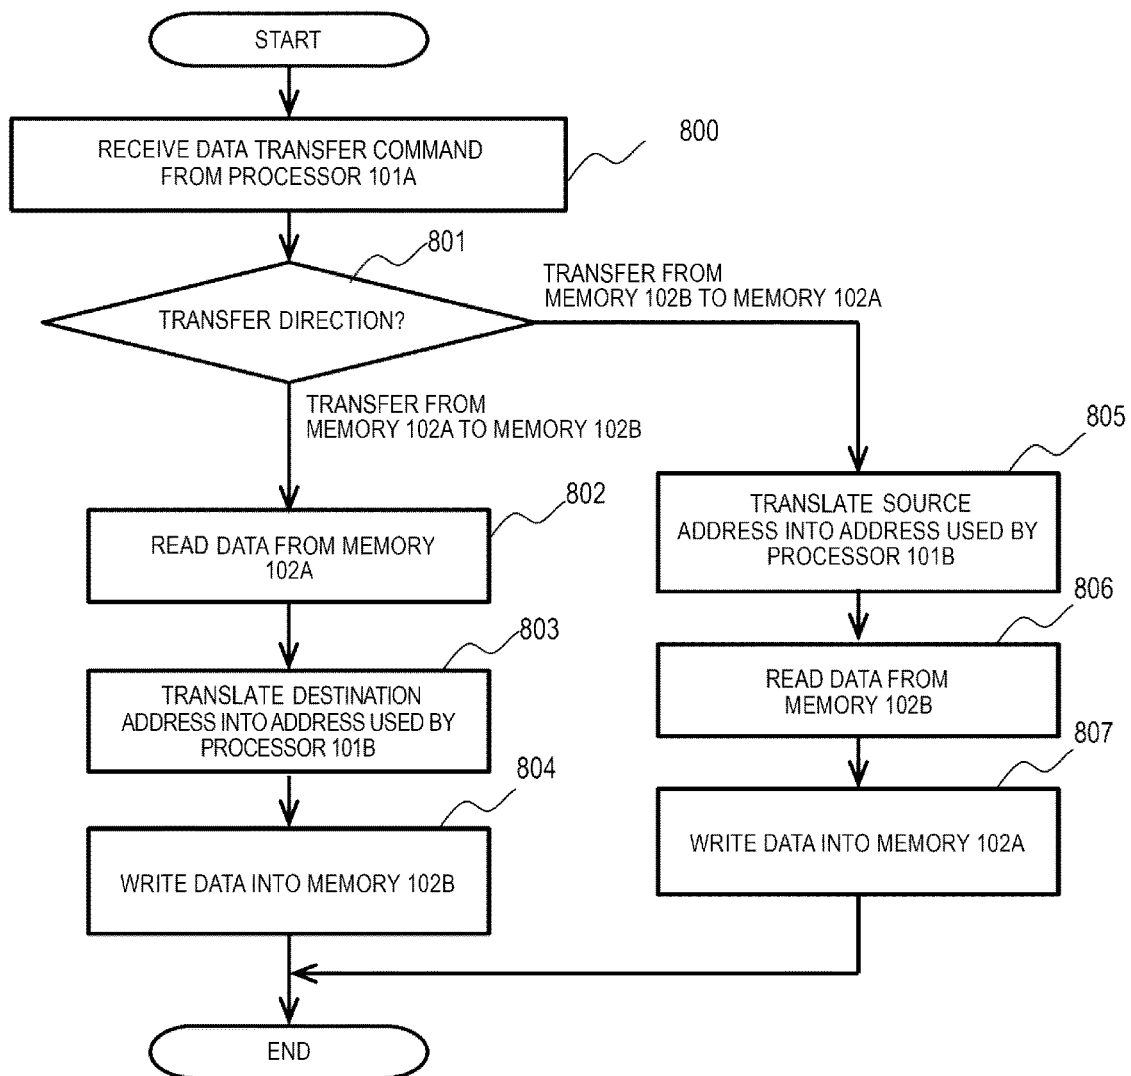 START
RECEIVE DATA TRANSFER COMMAND
FROM PROCESSOR 101A
800
801
TRANSFER DIRECTION?
TRANSFER FROM
MEMORY 102B TO MEMORY 102A
TRANSFER FROM
MEMORY 102A TO MEMORY 102B
802
READ DATA FROM MEMORY
102A
803
TRANSLATE DESTINATION
ADDRESS INTO ADDRESS USED BY
PROCESSOR 101B
804
WRITE DATA INTO MEMORY 102B
805
TRANSLATE SOURCE
ADDRESS INTO ADDRESS USED BY
PROCESSOR 101B
806
READ DATA FROM
MEMORY 102B
807
WRITE DATA INTO MEMORY 102A
END